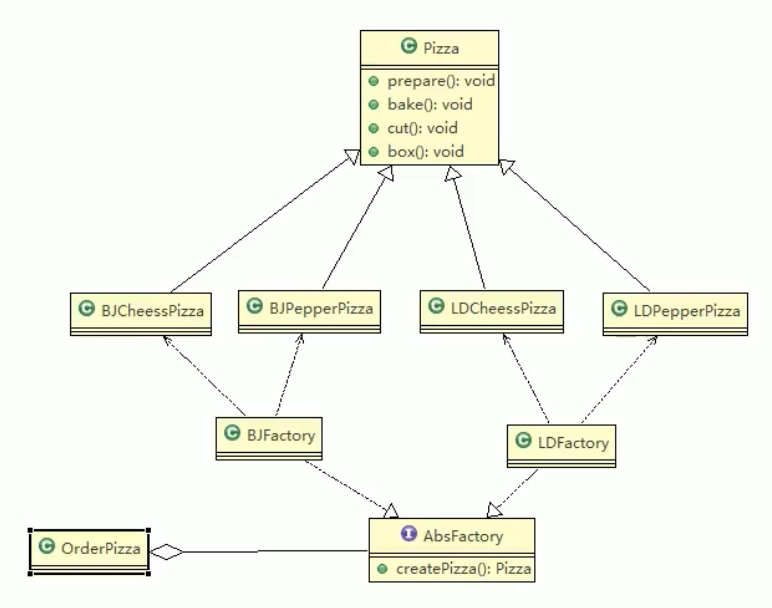 Pizza
prepare(): void
bake(): void
cut(): void
box(): void
BJCheessPizza
BJPepperPizza
LDCheessPizza
LDPepperPizza
BJFactory
LDFactory
OrderPizza
AbsFactory
createPizza(): Pizza